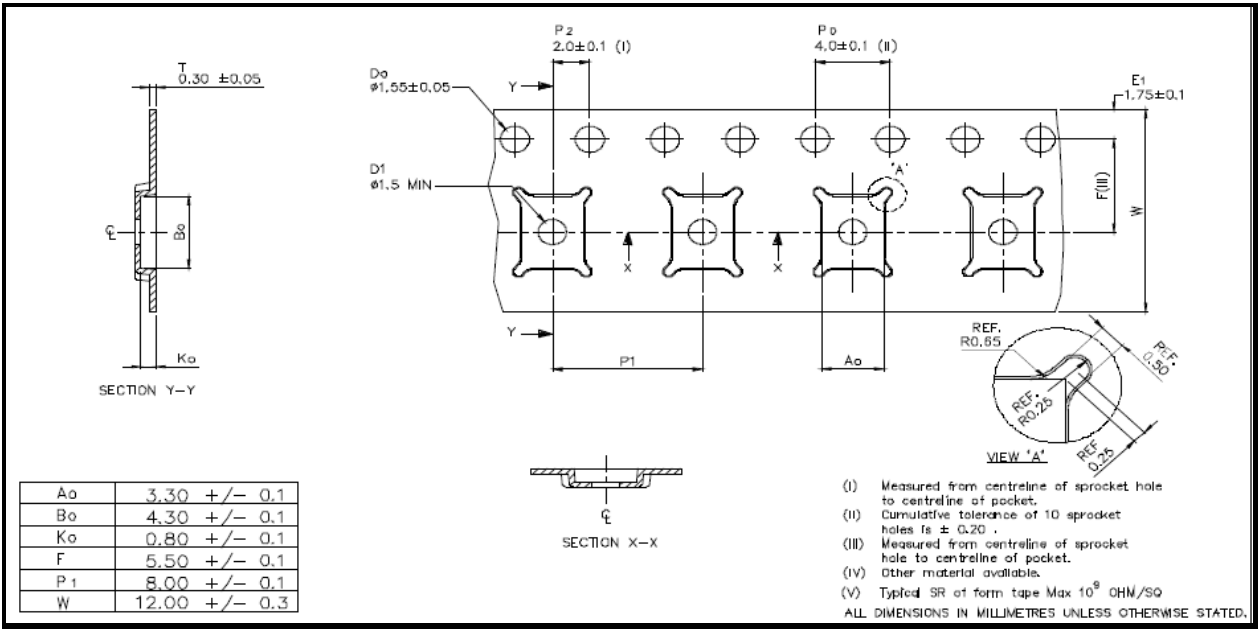 T
0.30 ±0.05
P2
2.0±0.1 (I)
Po
4.0±0.1 (II)
Do
ø1.55±0.05
Y
E1
1.75±0.1
D1
ø1.5 MIN
'A'
F(III)
W
℄
Bo
X
X
Ko
SECTION Y-Y
Y
P1
Ao
REF.
R0.65
REF.
0.50
REF.
R0.25
REF
0.25
VIEW 'A'
℄
SECTION X-X
Ao 3.30 +/- 0.1
Bo 4.30 +/- 0.1
Ko 0.80 +/- 0.1
F 5.50 +/- 0.1
P1 8.00 +/- 0.1
W 12.00 +/- 0.3
(I) Measured from centreline of sprocket hole
to centreline of pocket.
(II) Cumulative tolerance of 10 sprocket
holes is ± 0.20 .
(III) Measured from centreline of sprocket
hole to centreline of pocket.
(IV) Other material available.
(V) Typical SR of form tape Max 10⁹ OHM/SQ
ALL DIMENSIONS IN MILLIMETRES UNLESS OTHERWISE STATED.